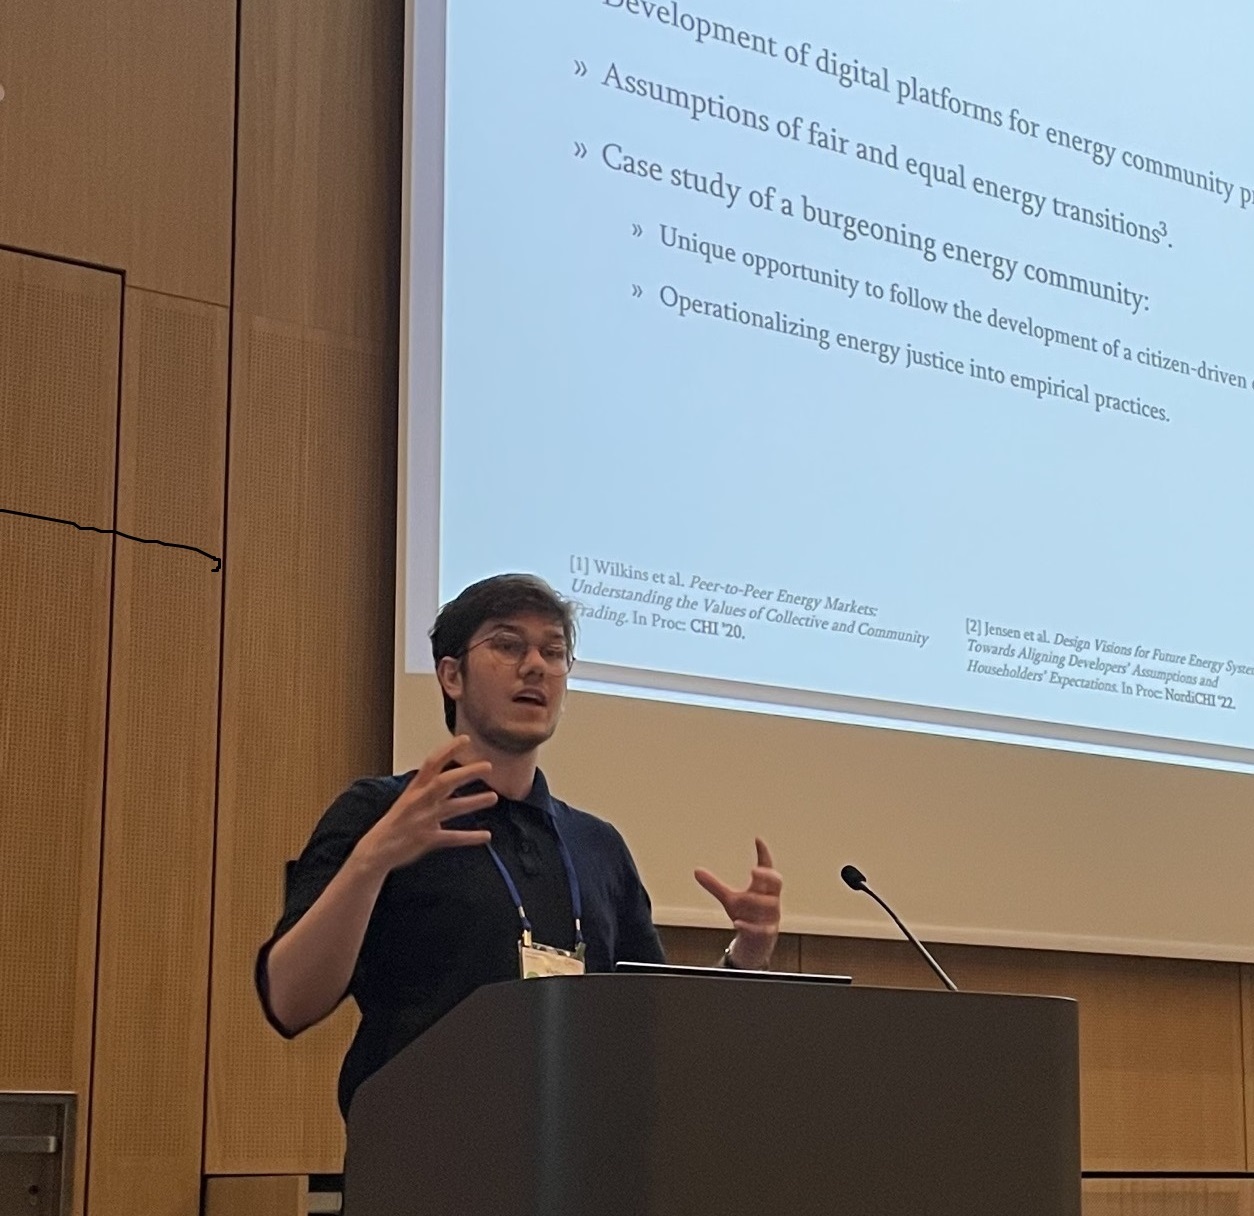 Development of digital platforms for energy community
» Assumptions of fair and equal energy transitions³.
» Case study of a burgeoning energy community:
» Unique opportunity to follow the development of a citizen-driven
» Operationalizing energy justice into empirical practices.
[1] Wilkins et al. Peer-to-Peer Energy Markets:
Understanding the Values of Collective and Community
Trading. In Proc: CHI '20.
[2] Jensen et al. Design Visions for Future Energy Syste
Towards Aligning Developers' Assumptions and
Householders' Expectations. In Proc: NordiCHI '22.